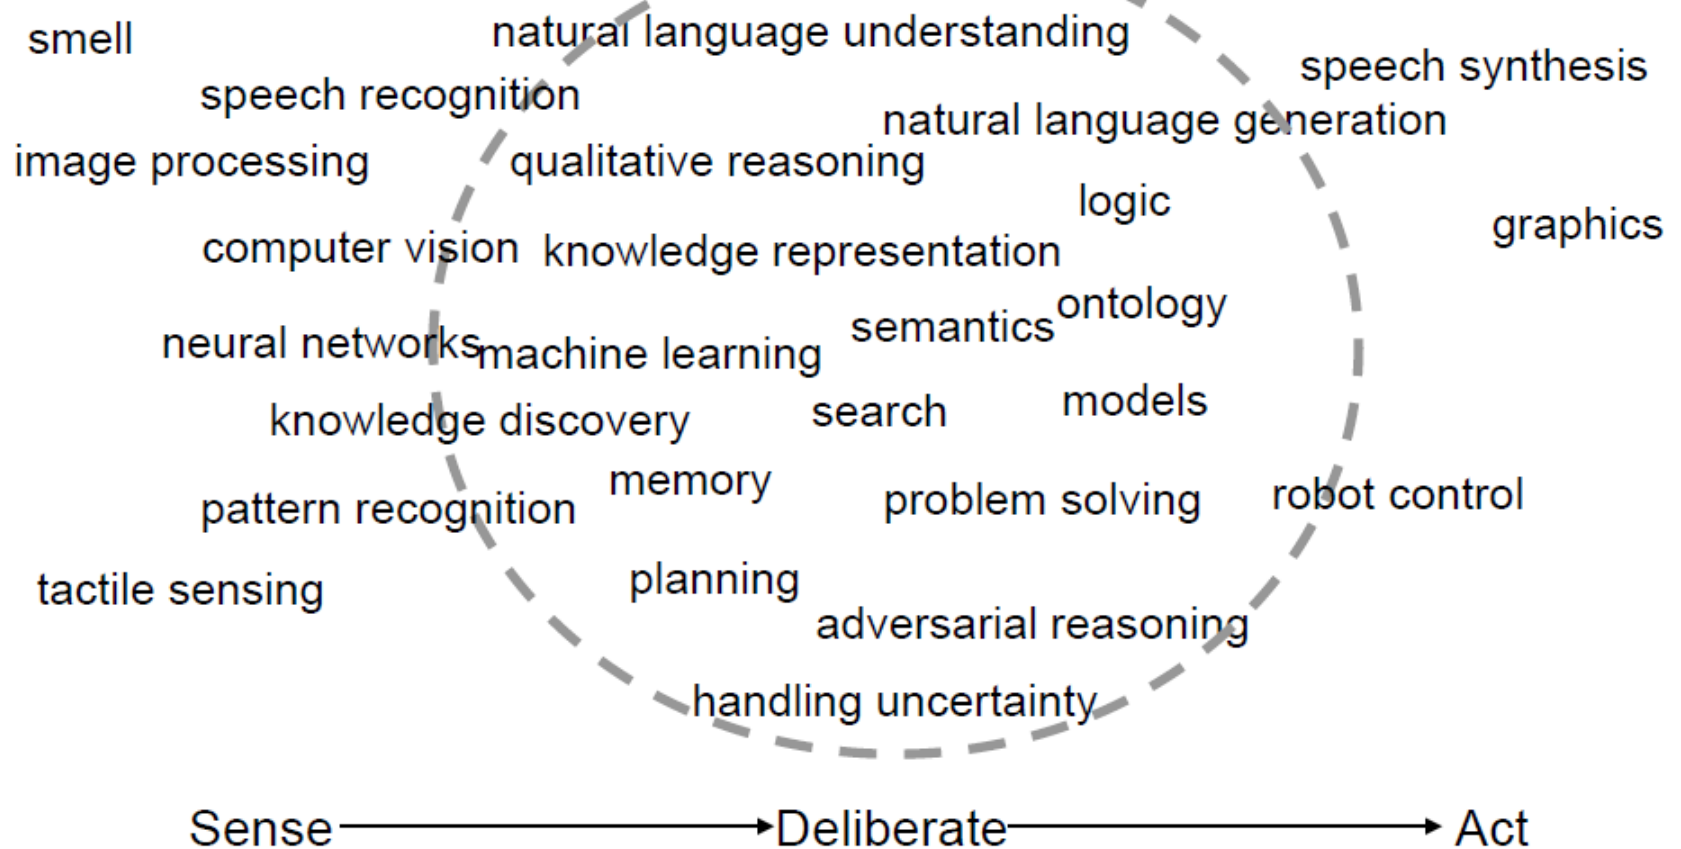 smell
natural language understanding
speech synthesis
speech recognition
natural language generation
image processing
qualitative reasoning
logic
graphics
computer vision
knowledge representation
ontology
semantics
neural networks
machine learning
models
search
knowledge discovery
memory
problem solving
robot control
pattern recognition
planning
tactile sensing
adversarial reasoning
handling uncertainty
Sense Deliberate Act